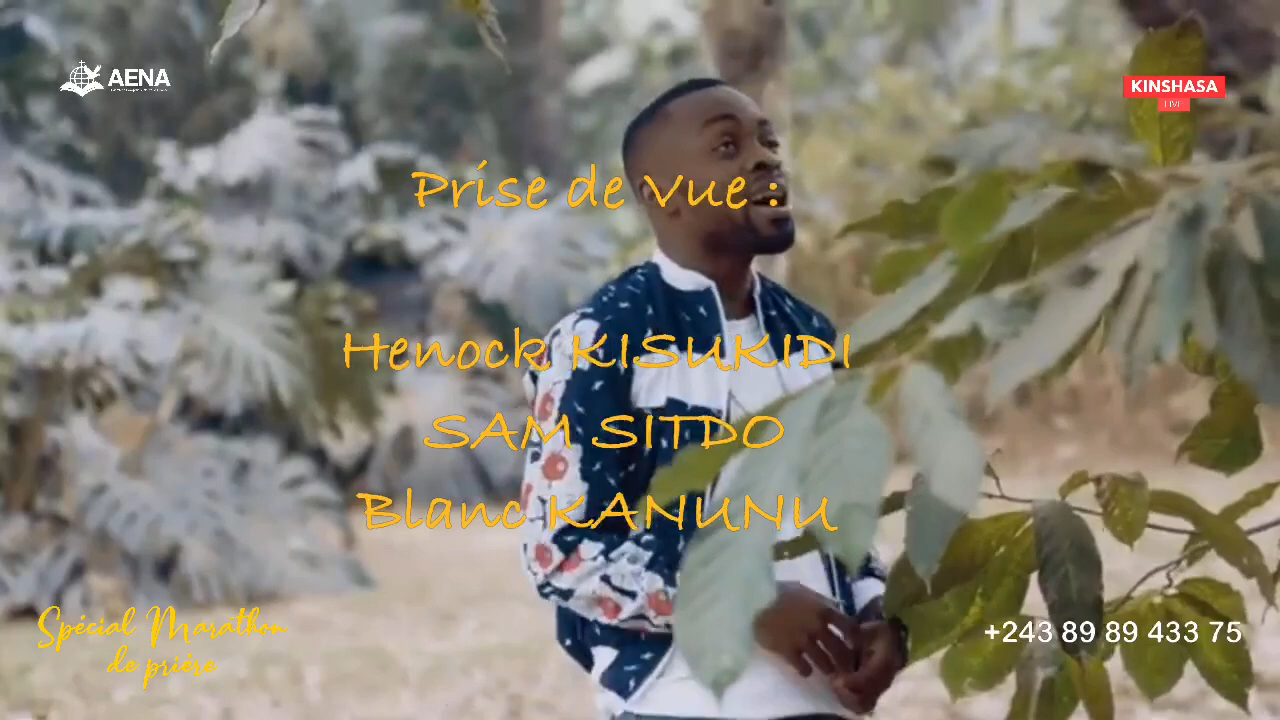 AENA
KINSHASA
LIVE
Prise de Vue :
Henock KISUKIDI
SAM SITDO
Blanc KANUNU
Spécial Marathon
de prière
+243 89 89 433 75